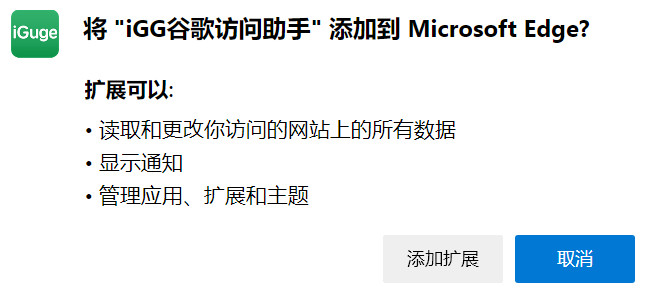 iGuge
将 "iGG谷歌访问助手" 添加到 Microsoft Edge?
扩展可以:
• 读取和更改你访问的网站上的所有数据
• 显示通知
• 管理应用、扩展和主题
添加扩展
取消